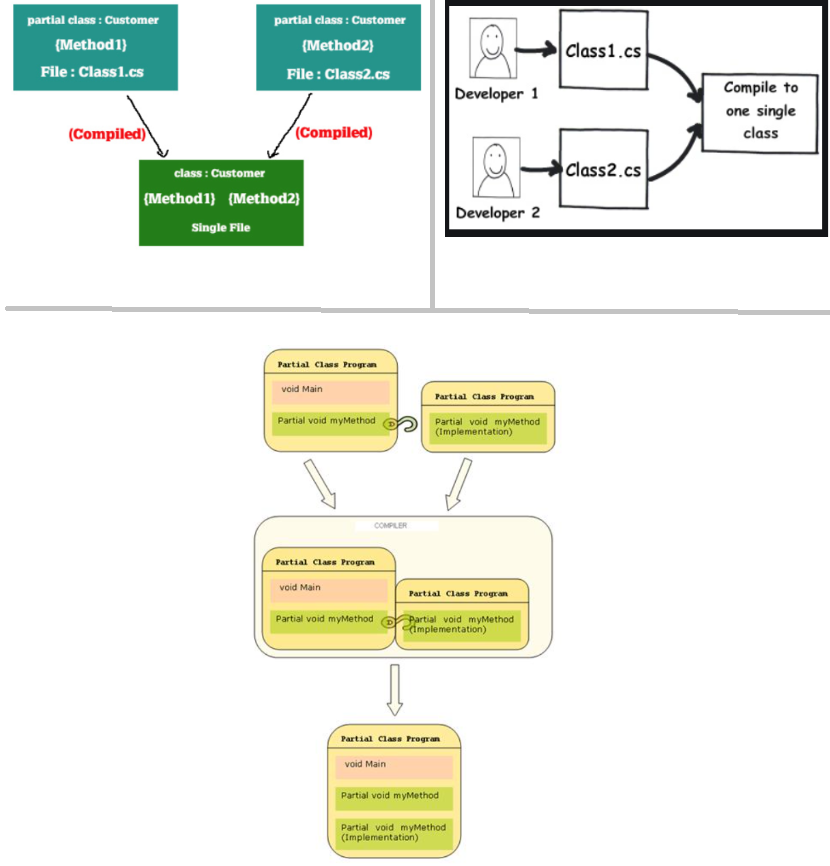 partial class : Customer
{Method1}
File : Class1.cs
partial class : Customer
{Method2}
File : Class2.cs
(Compiled)
(Compiled)
class : Customer
{Method1} {Method2}
Single File
Developer 1
Class1.cs
Developer 2
Class2.cs
Compile to
one single
class
Partial Class Program
void Main
Partial void myMethod
D
Partial Class Program
Partial void myMethod
(Implementation)
COMPILER
Partial Class Program
void Main
Partial void myMethod
D
Partial Class Program
Partial void myMethod
(Implementation)
Partial Class Program
void Main
Partial void myMethod
Partial void myMethod
(Implementation)